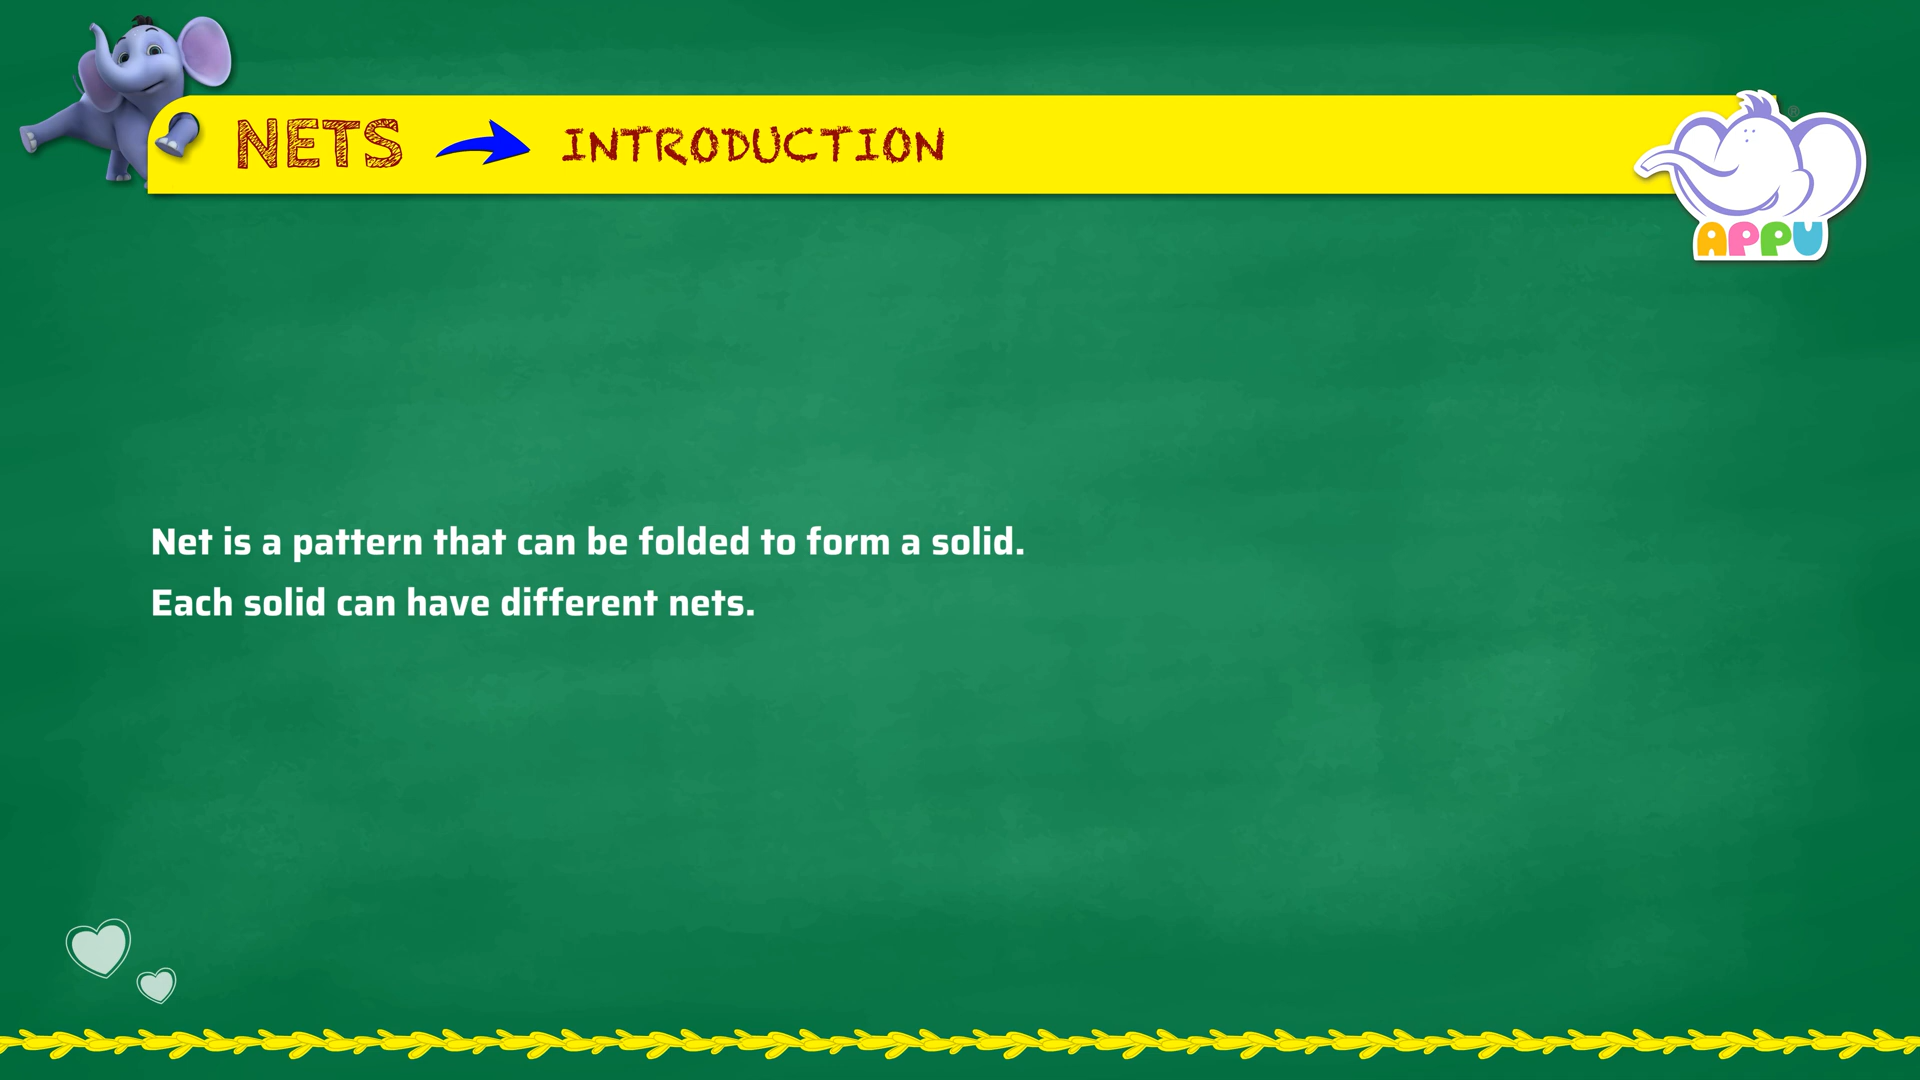 NETS INTRODUCTION
APPU
®
Net is a pattern that can be folded to form a solid.
Each solid can have different nets.